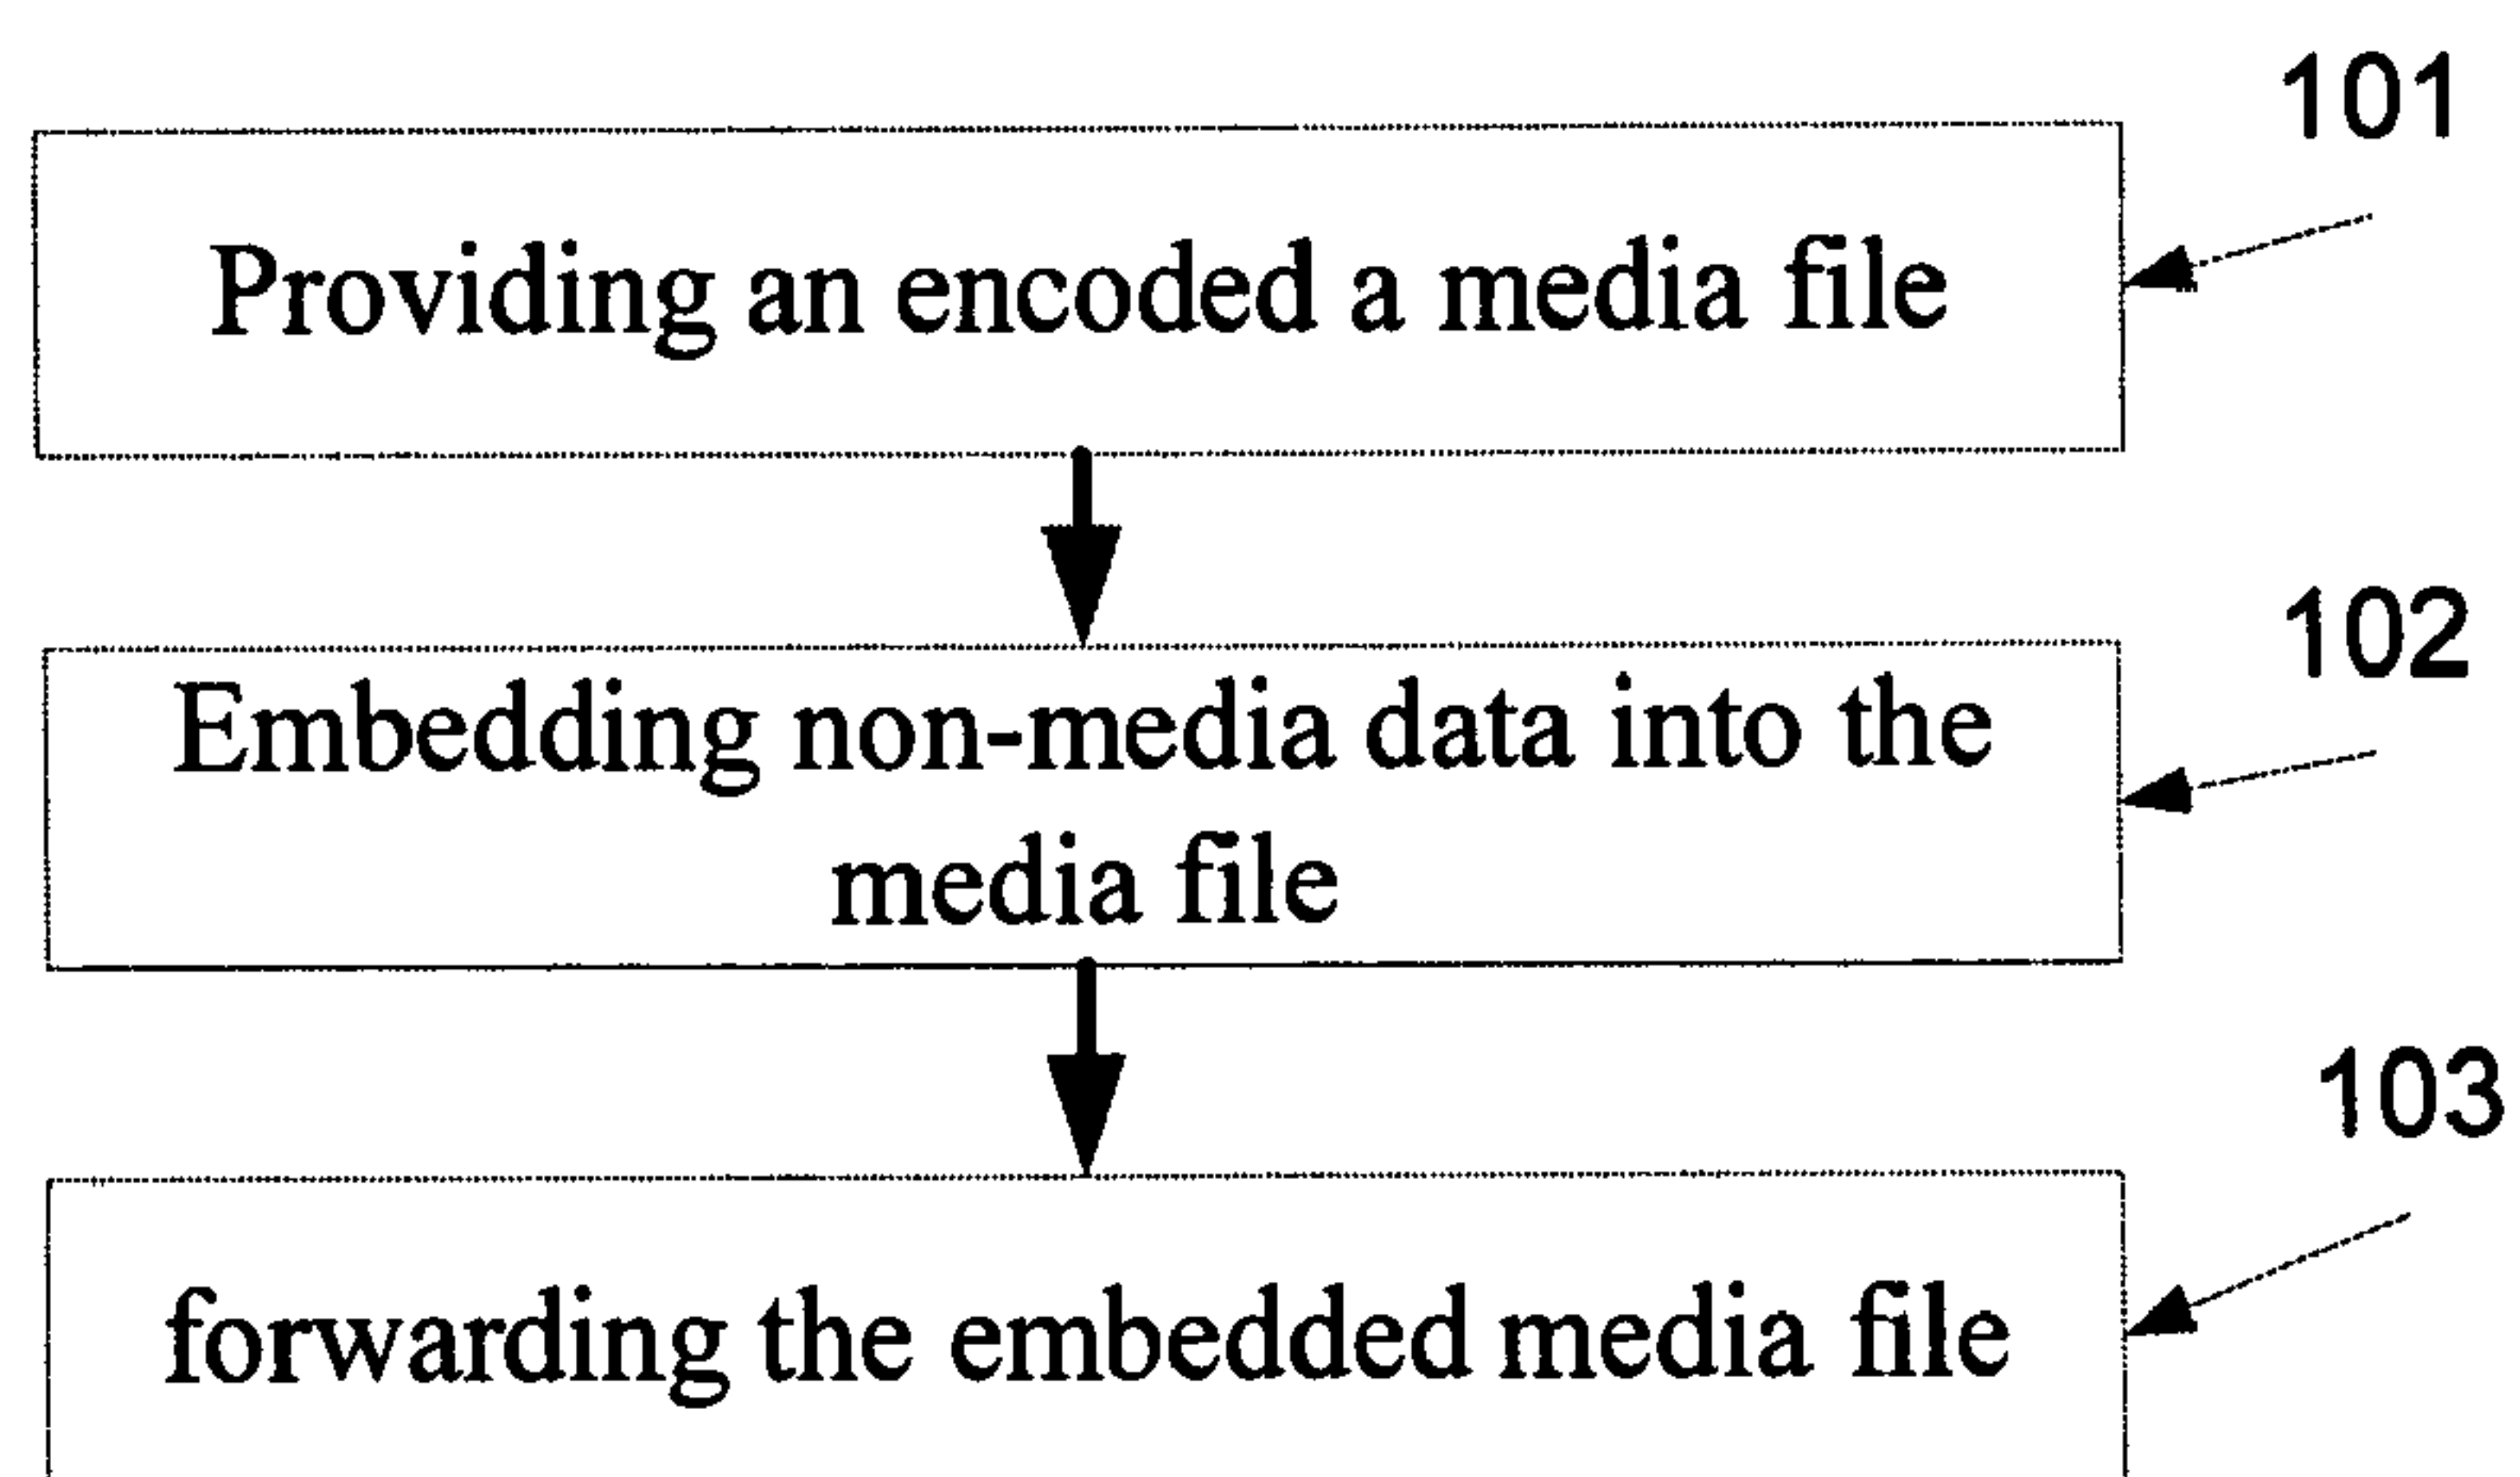 101
Providing an encoded a media file
102
Embedding non-media data into the
media file
103
forwarding the embedded media file